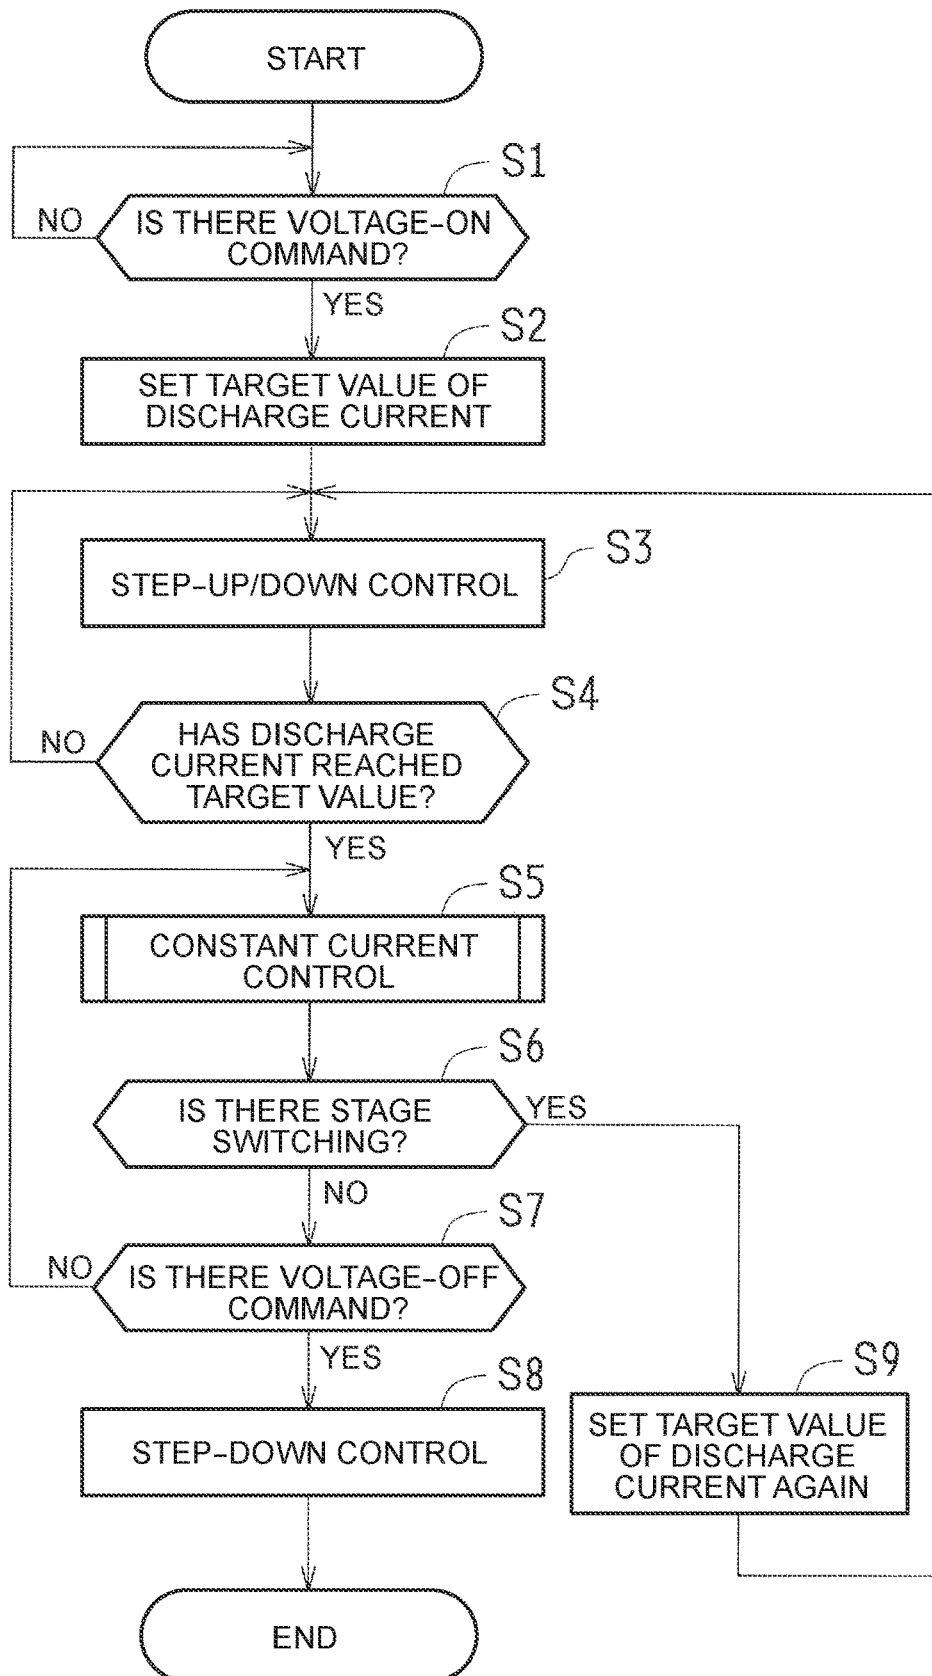 START
S1
NO
IS THERE VOLTAGE-ON
COMMAND?
YES
S2
SET TARGET VALUE OF
DISCHARGE CURRENT
S3
STEP-UP/DOWN CONTROL
S4
NO
HAS DISCHARGE
CURRENT REACHED
TARGET VALUE?
YES
S5
CONSTANT CURRENT
CONTROL
S6
IS THERE STAGE
SWITCHING?
YES
NO
S7
NO
IS THERE VOLTAGE-OFF
COMMAND?
YES
S8
STEP-DOWN CONTROL
S9
SET TARGET VALUE
OF DISCHARGE
CURRENT AGAIN
END